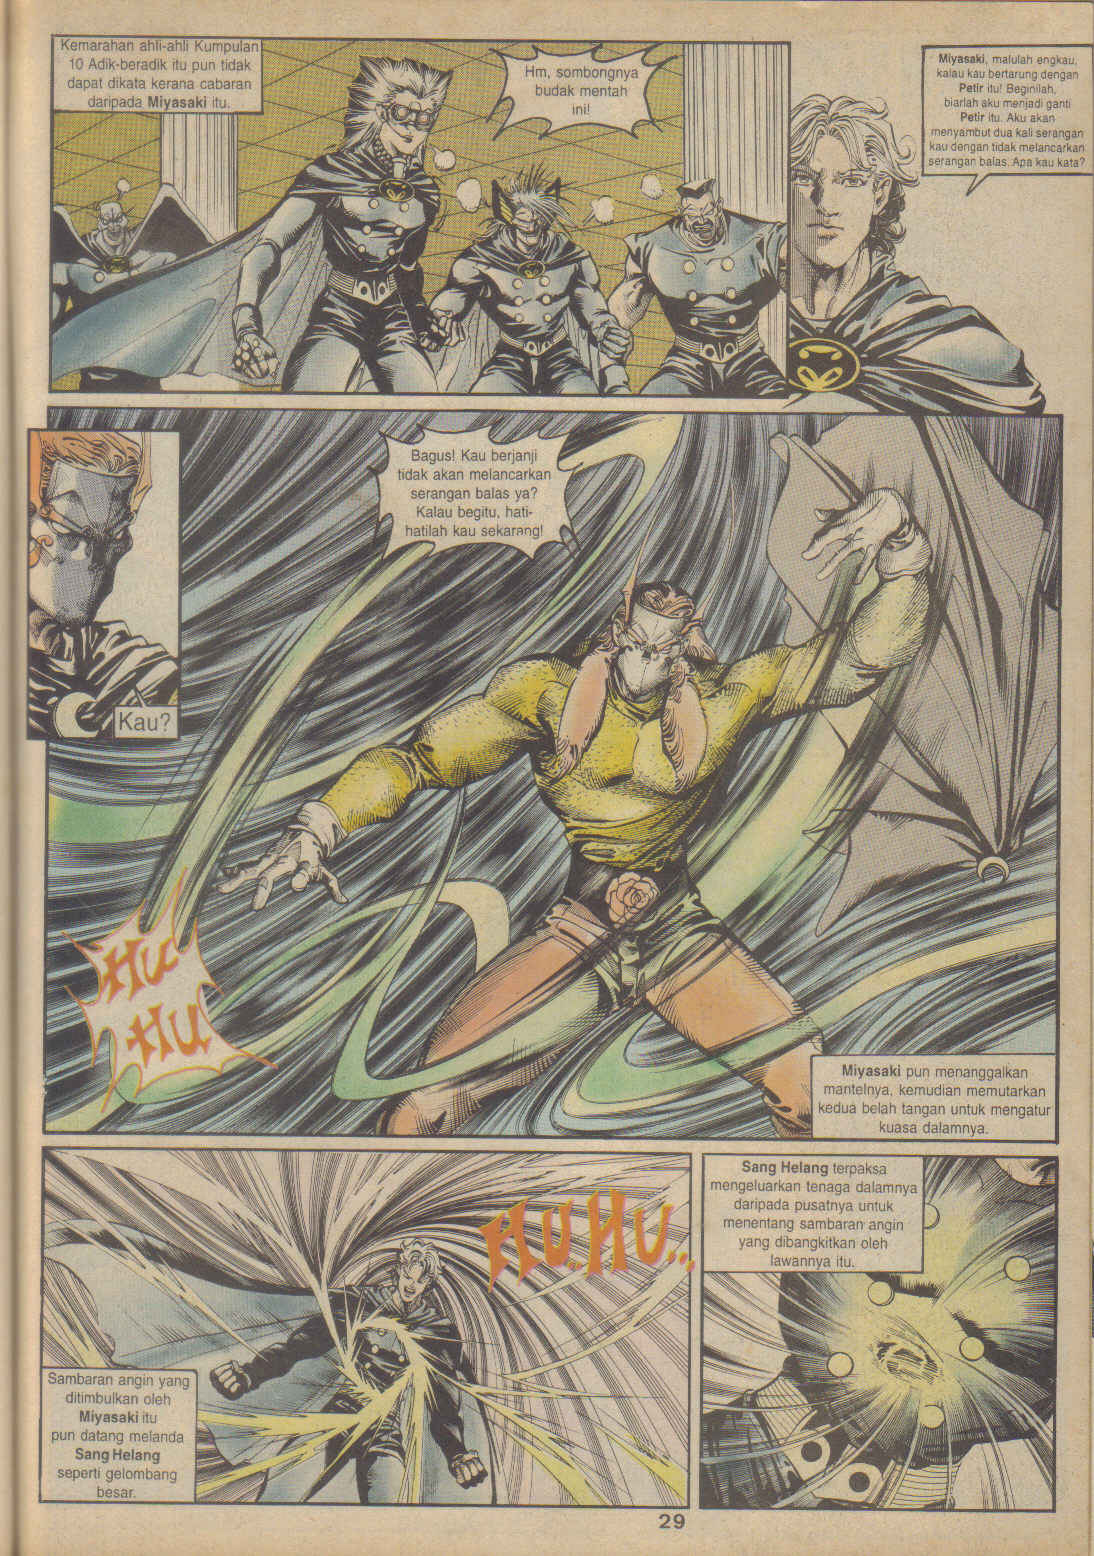 Kemarahan ahli-ahli Kumpulan
10 Adik-beradik itu pun tidak
dapat dikata kerana cabaran
daripada Miyasaki itu.
Hm, sombongnya
budak mentah
ini!
Miyasaki, malulah engkau,
kalau kau bertarung dengan
Petir itu! Beginilah,
biarlah aku menjadi ganti
Petir itu. Aku akan
menyambut dua kali serangan
kau dengan tidak melancarkan
serangan balas. Apa kau kata?
Kau?
Bagus! Kau berjanji
tidak akan melancarkan
serangan balas ya?
Kalau begitu, hati-
hatilah kau sekarang!
HU
HU
Miyasaki pun menanggalkan
mantelnya, kemudian memutarkan
kedua belah tangan untuk mengatur
kuasa dalamnya.
HU..HU..
Sambaran angin yang
ditimbulkan oleh
Miyasaki itu
pun datang melanda
Sang Helang
seperti gelombang
besar.
Sang Helang terpaksa
mengeluarkan tenaga dalamnya
daripada pusatnya untuk
menentang sambaran angin
yang dibangkitkan oleh
lawannya itu.
29